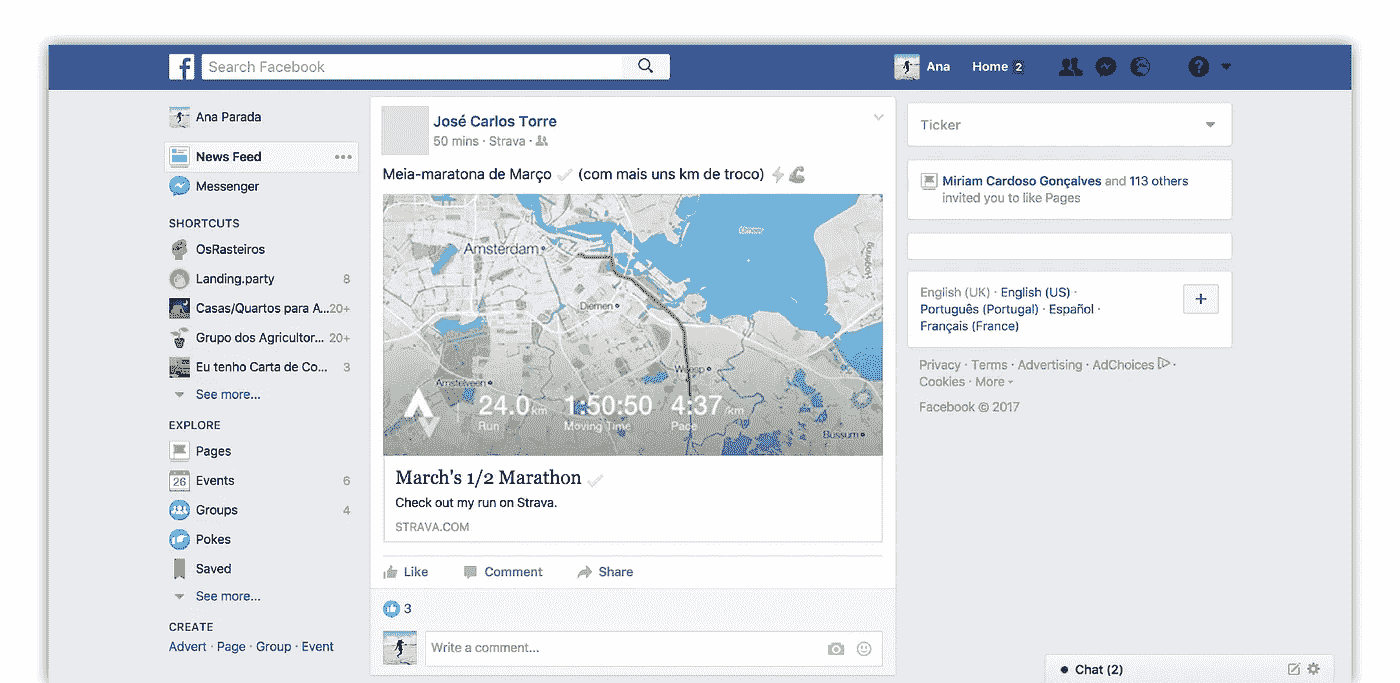 Search Facebook
Ana
Home 2
Ana Parada
News Feed
Messenger
SHORTCUTS
OsRasteiros
Landing.party 8
Casas/Quartos para A... 20+
Grupo dos Agricultor... 20+
Eu tenho Carta de Co... 3
See more...
EXPLORE
Pages
26 Events 6
Groups 4
Pokes
Saved
See more...
CREATE
Advert · Page · Group · Event
José Carlos Torre
50 mins · Strava ·
Meia-maratona de Março (com mais uns km de troco)
Amsterdam
Diemen
Weesp
Amstelveen
Bussum
24.0 km 1:50:50 4:37 /km
Run Moving Time Pace
March's 1/2 Marathon
Check out my run on Strava.
STRAVA.COM
Like Comment Share
3
Write a comment...
Ticker
Miriam Cardoso Gonçalves and 113 others
invited you to like Pages
English (UK) · English (US) ·
Português (Portugal) · Español ·
Français (France)
+
Privacy · Terms · Advertising · AdChoices ·
Cookies · More
Facebook © 2017
Chat (2)